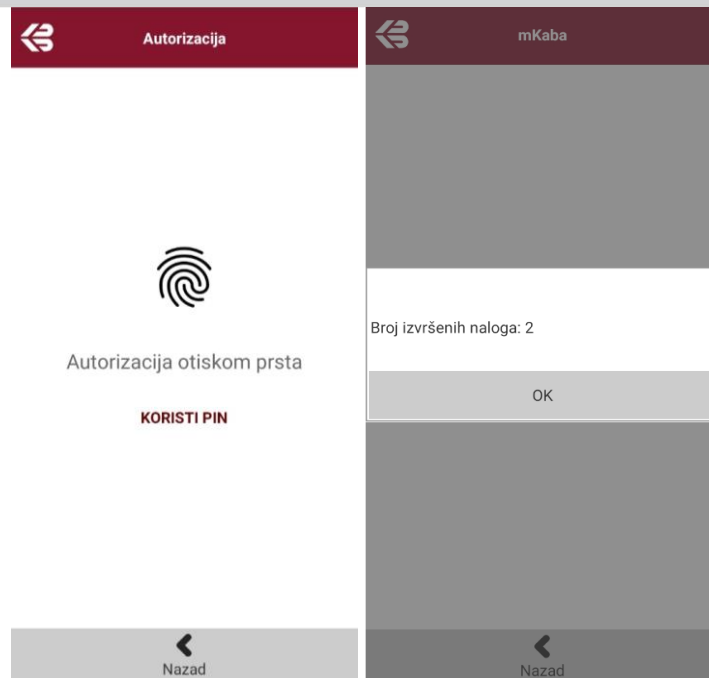 Autorizacija
Autorizacija otiskom prsta
KORISTI PIN
Nazad
mKaba
Broj izvršenih naloga: 2
OK
Nazad